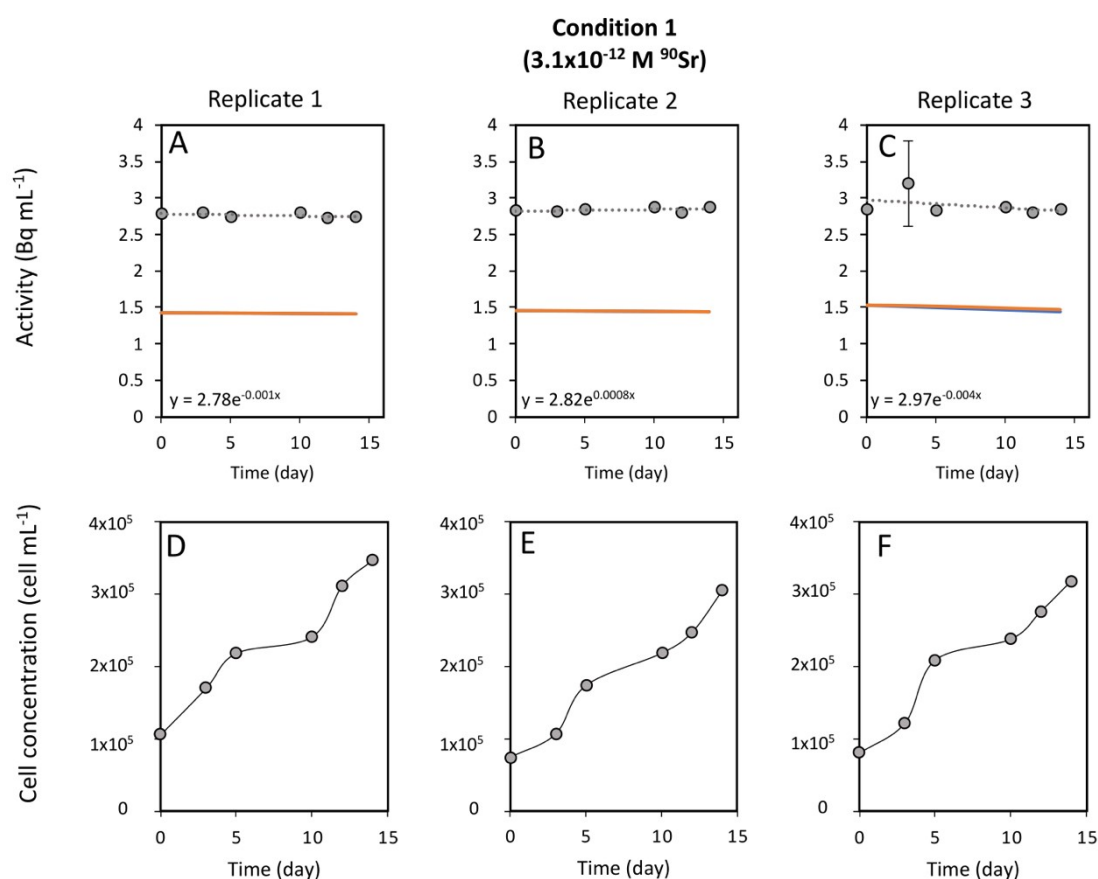 Condition 1
(3.1x10⁻¹² M ⁹⁰Sr)
Replicate 1
Replicate 2
Replicate 3
Activity (Bq mL⁻¹)
A
4
3.5
3
2.5
2
1.5
1
0.5
0
y = 2.78e^-0.001x
0 5 10 15
Time (day)
B
4
3.5
3
2.5
2
1.5
1
0.5
0
y = 2.82e^0.0008x
0 5 10 15
Time (day)
C
4
3.5
3
2.5
2
1.5
1
0.5
0
y = 2.97e^-0.004x
0 5 10 15
Time (day)
Cell concentration (cell mL⁻¹)
D
4x10⁵
3x10⁵
2x10⁵
1x10⁵
0
0 5 10 15
Time (day)
E
4x10⁵
3x10⁵
2x10⁵
1x10⁵
0
0 5 10 15
Time (day)
F
4x10⁵
3x10⁵
2x10⁵
1x10⁵
0
0 5 10 15
Time (day)